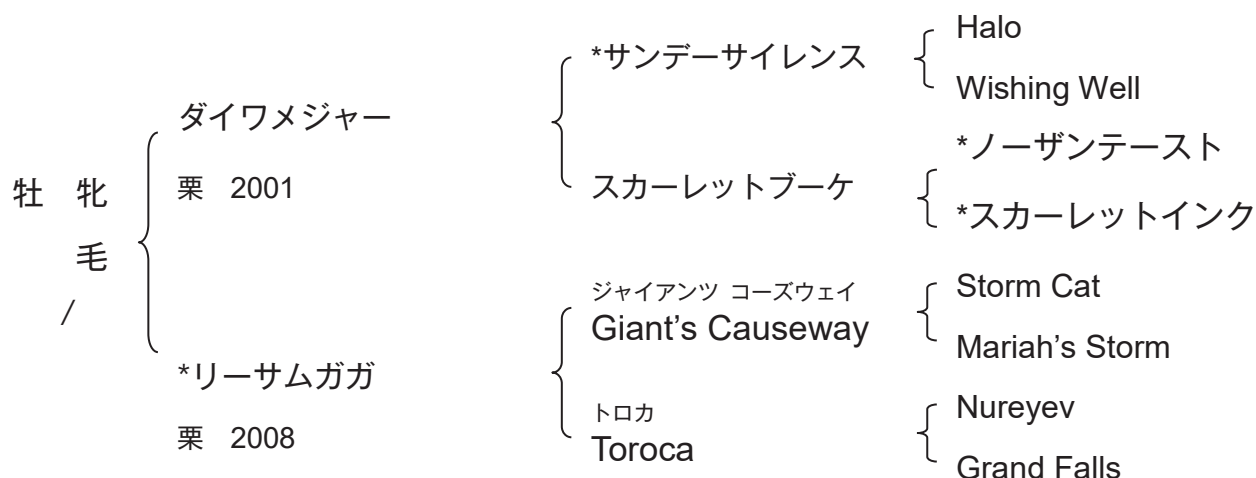 牡 牝
毛
/
ダイワメジャー
栗 2001
*リーサムガガ
栗 2008
*サンデーサイレンス
スカーレットブーケ
ジャイアンツ コーズウェイ
Giant’s Causeway
トロカ
Toroca
Halo
Wishing Well
*ノーザンテースト
*スカーレットインク
Storm Cat
Mariah’s Storm
Nureyev
Grand Falls